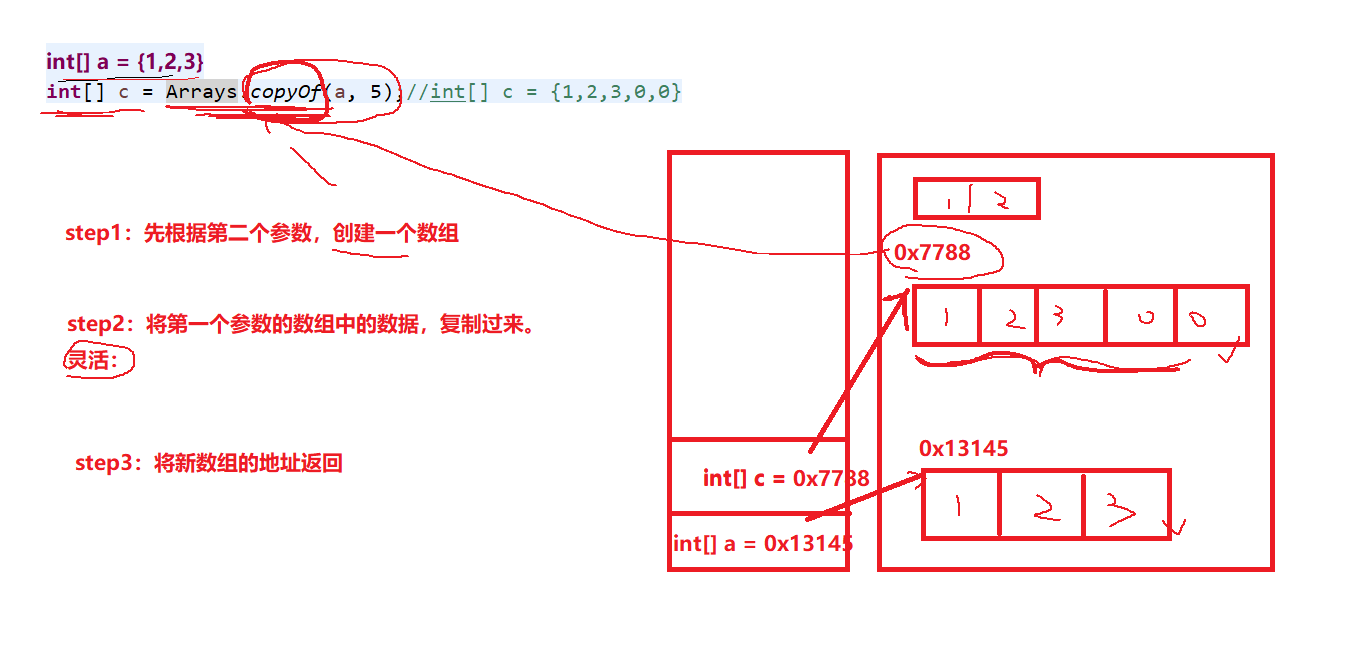 int[] a = {1,2,3}
int[] c = Arrays.copyOf(a, 5);//int[] c = {1,2,3,0,0}
step1：先根据第二个参数，创建一个数组
step2：将第一个参数的数组中的数据，复制过来。
灵活：
step3：将新数组的地址返回
int[] c = 0x7788
int[] a = 0x13145
1 2
0x7788
1 2 3 0 0
0x13145
1 2 3